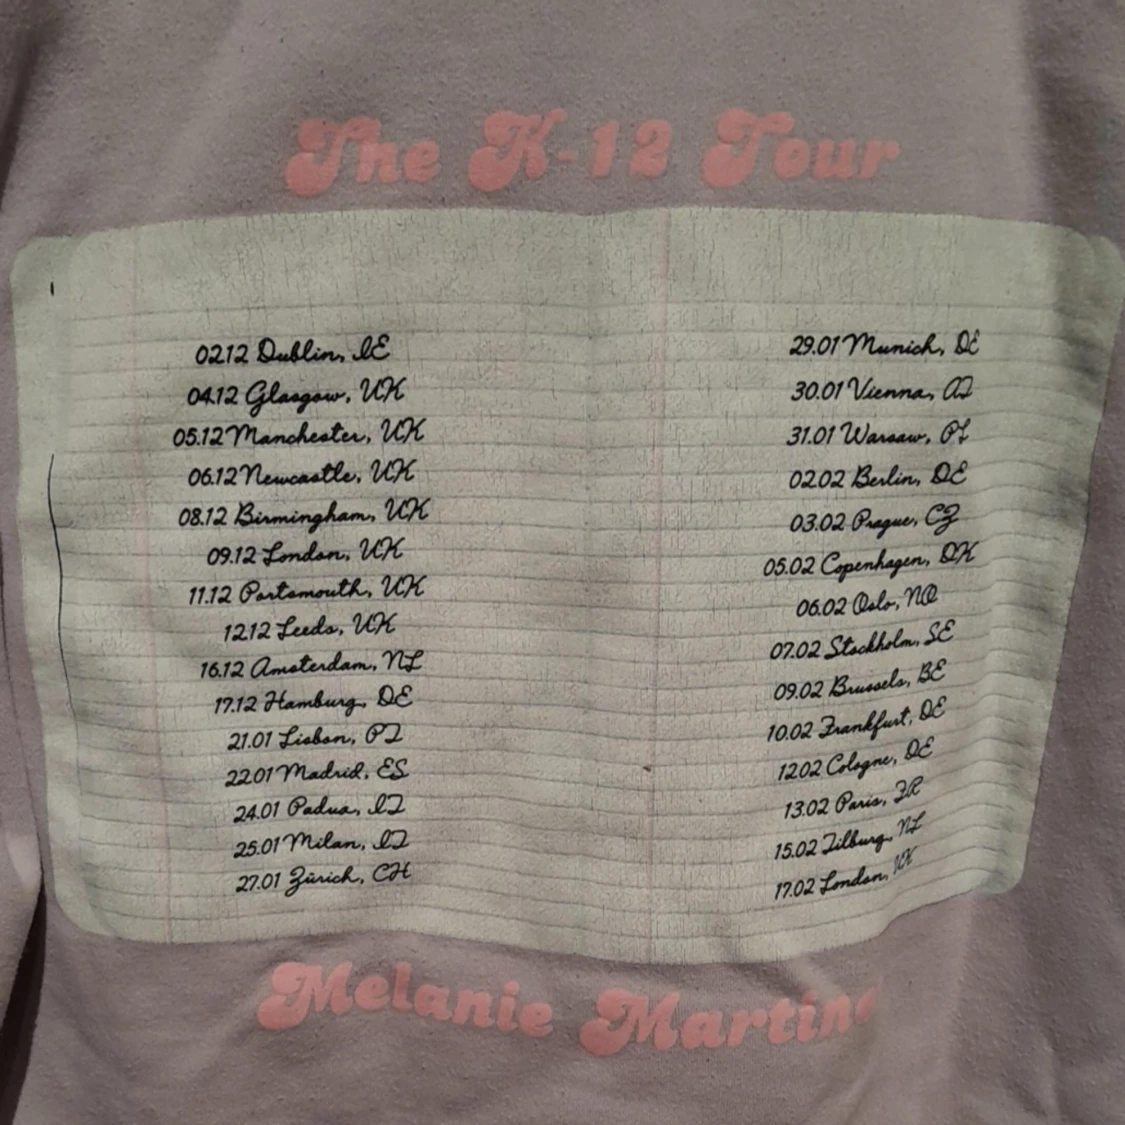 The K-12 Tour
02.12 Dublin, IE
04.12 Glasgow, UK
05.12 Manchester, UK
06.12 Newcastle, UK
08.12 Birmingham, UK
09.12 London, UK
11.12 Portsmouth, UK
12.12 Leeds, UK
16.12 Amsterdam, NL
17.12 Hamburg, DE
21.01 Lisbon, PT
22.01 Madrid, ES
24.01 Padua, IT
25.01 Milan, IT
27.01 Zürich, CH
29.01 Munich, DE
30.01 Vienna, AT
31.01 Warsaw, PL
02.02 Berlin, DE
03.02 Prague, CZ
05.02 Copenhagen, DK
06.02 Oslo, NO
07.02 Stockholm, SE
09.02 Brussels, BE
10.02 Frankfurt, DE
12.02 Cologne, DE
13.02 Paris, FR
15.02 Tilburg, NL
17.02 London, UK
Melanie Martine